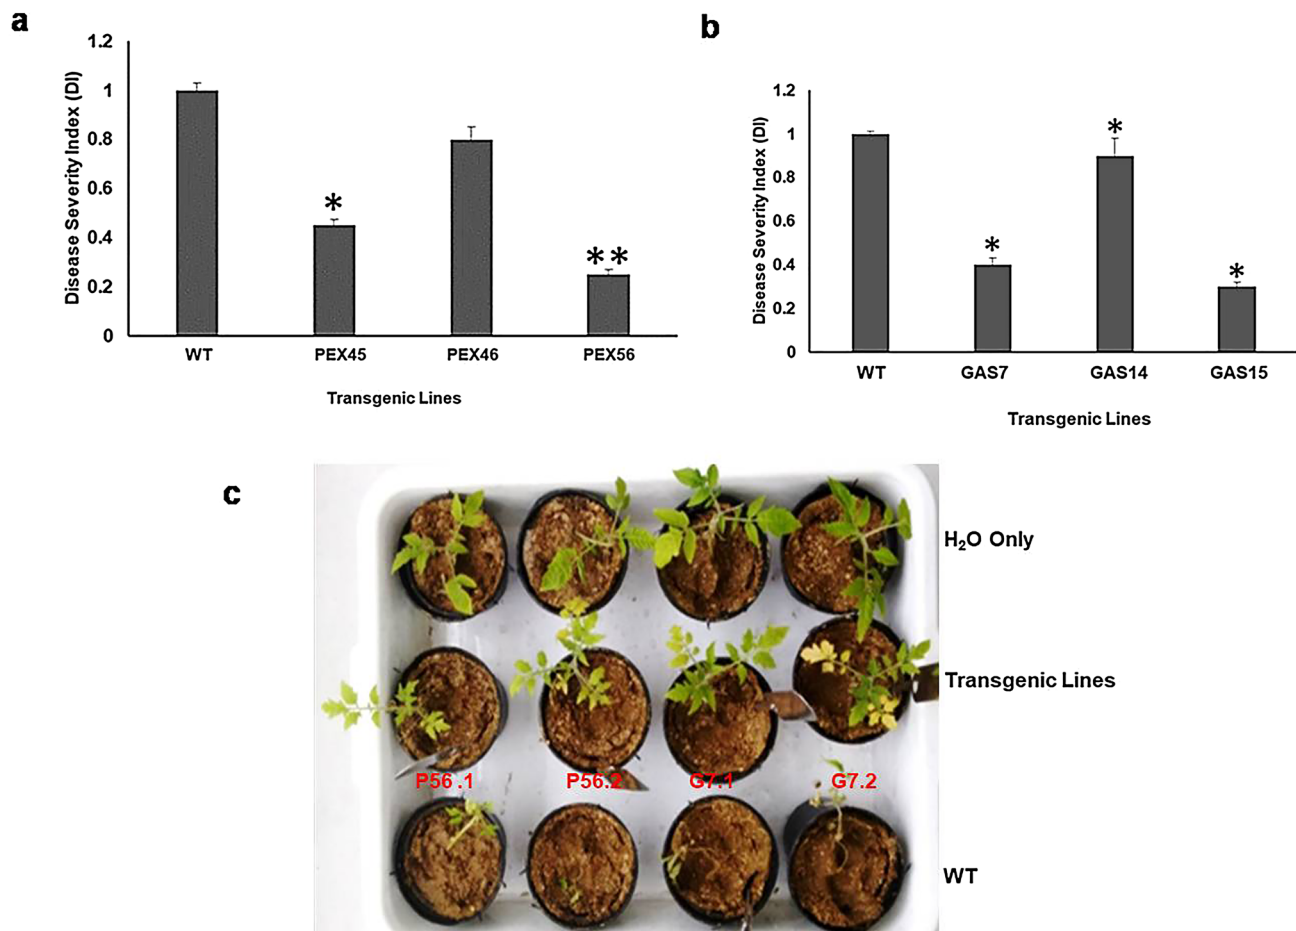 a
Disease Severity Index (DI)
1.2
1
0.8
0.6
0.4
0.2
0
*
**
WT PEX45 PEX46 PEX56
Transgenic Lines
b
Disease Severity Index (DI)
1.2
1
0.8
0.6
0.4
0.2
0
*
*
*
WT GAS7 GAS14 GAS15
Transgenic Lines
c
H₂O Only
Transgenic Lines
P56 .1 P56.2 G7.1 G7.2
WT